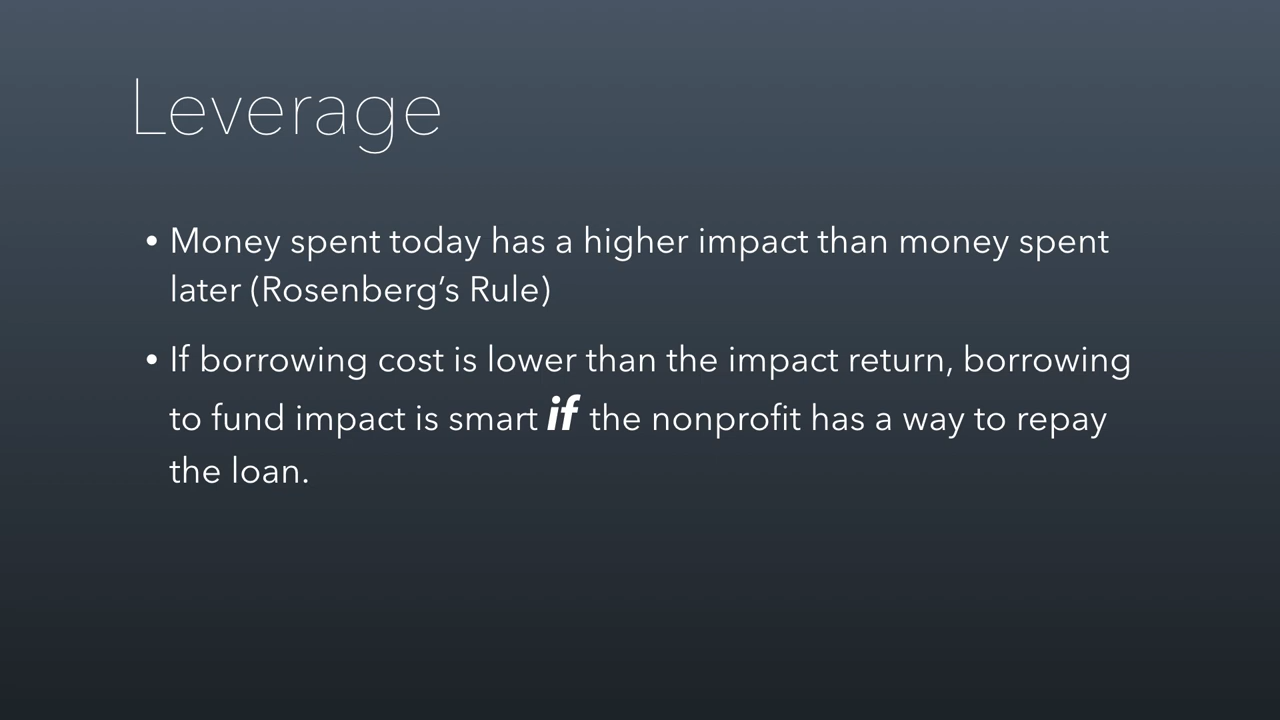 Leverage
• Money spent today has a higher impact than money spent
later (Rosenberg’s Rule)
• If borrowing cost is lower than the impact return, borrowing
to fund impact is smart if the nonprofit has a way to repay
the loan.